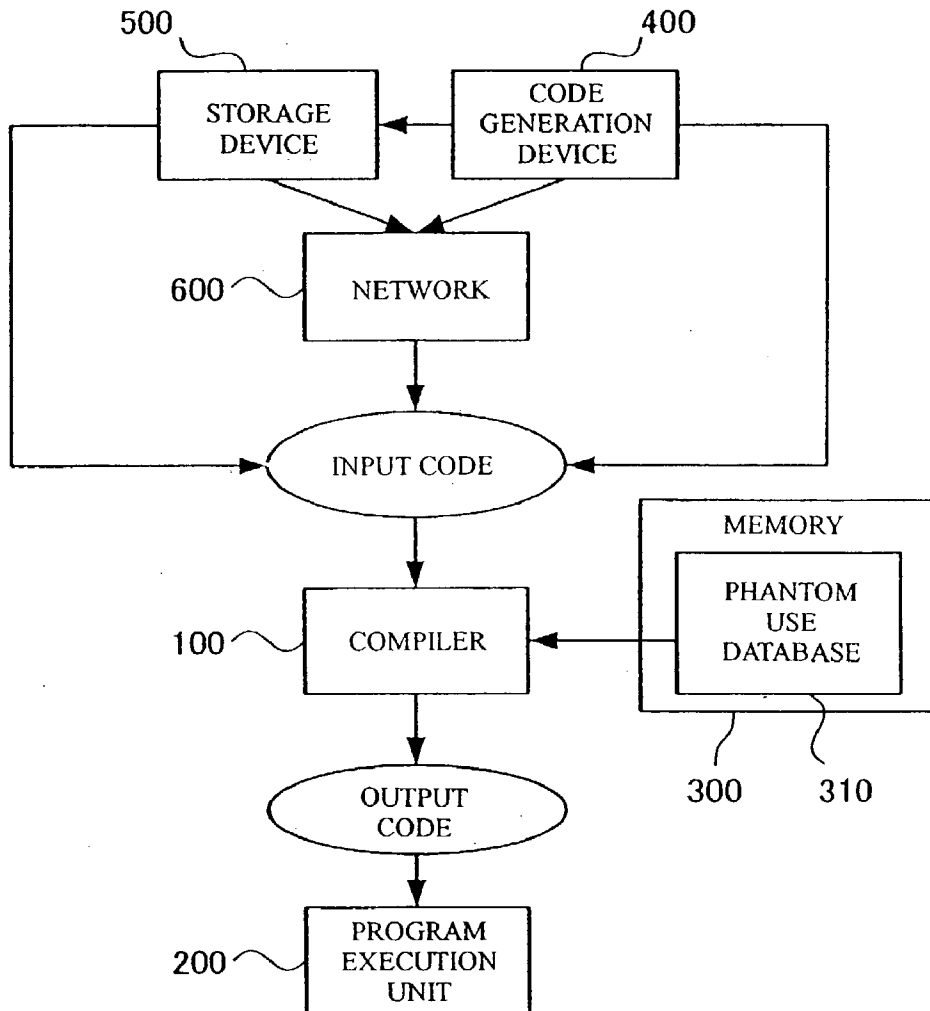 500
400
STORAGE
DEVICE
CODE
GENERATION
DEVICE
600
NETWORK
INPUT CODE
MEMORY
PHANTOM
USE
DATABASE
100
COMPILER
300
310
OUTPUT
CODE
200
PROGRAM
EXECUTION
UNIT